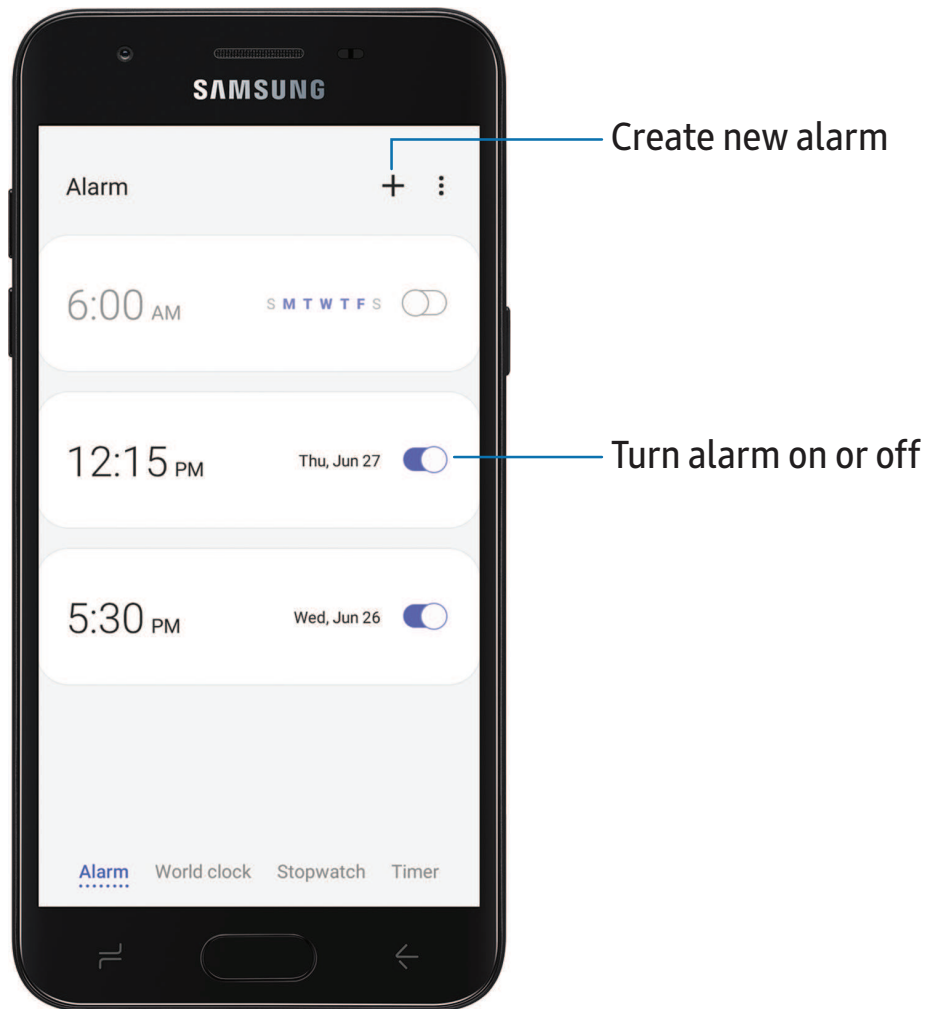 SAMSUNG
Create new alarm
Alarm
6:00 AM S M T W T F S
12:15 PM Thu, Jun 27
Turn alarm on or off
5:30 PM Wed, Jun 26
Alarm World clock Stopwatch Timer